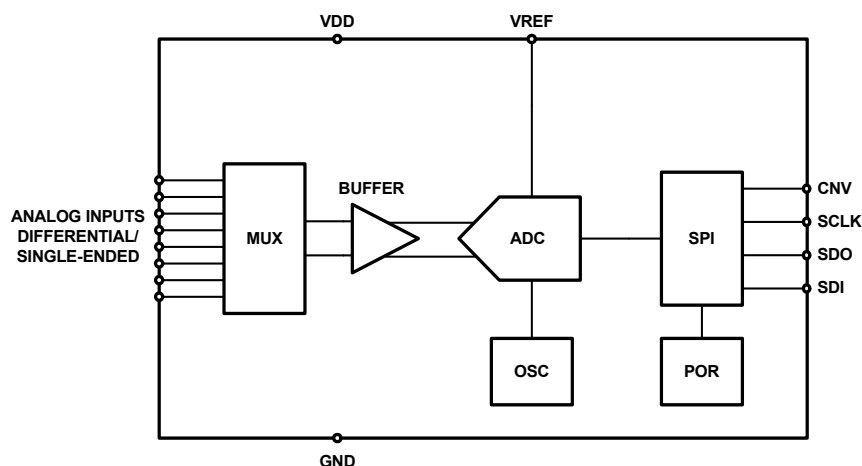 VDD
VREF
ANALOG INPUTS
DIFFERENTIAL/
SINGLE-ENDED
MUX
BUFFER
ADC
SPI
CNV
SCLK
SDO
SDI
OSC
POR
GND